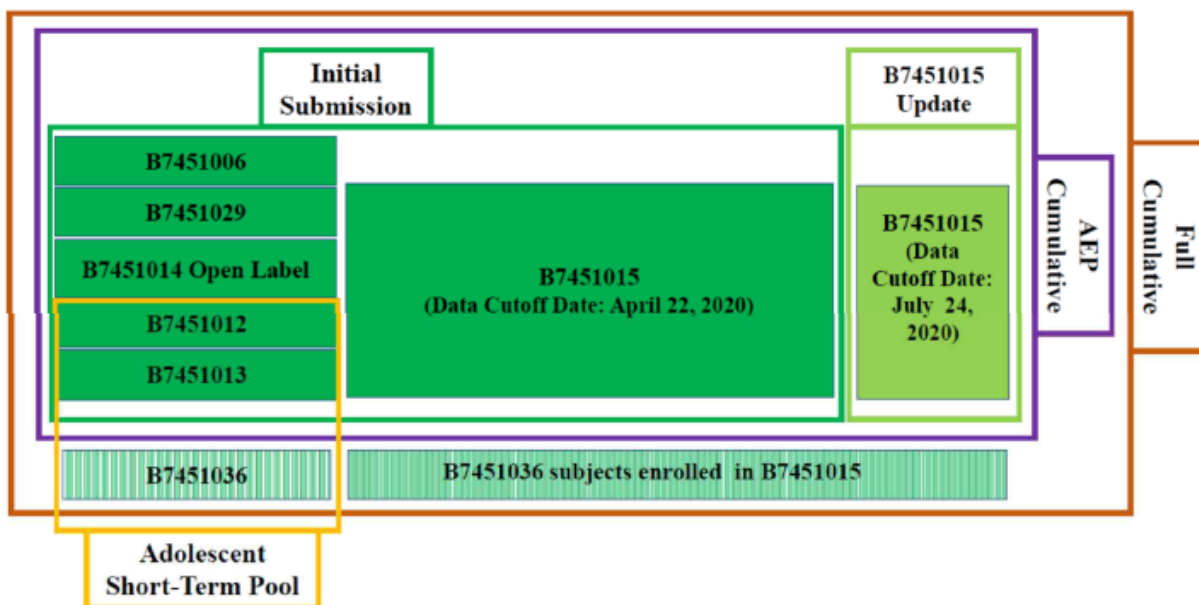 Initial
Submission
B7451015
Update
B7451006
B7451029
B7451014 Open Label
B7451012
B7451013
B7451015
(Data Cutoff Date: April 22, 2020)
B7451015
(Data
Cutoff Date:
July 24,
2020)
AEP
Cumulative
Full
Cumulative
B7451036
B7451036 subjects enrolled in B7451015
Adolescent
Short-Term Pool